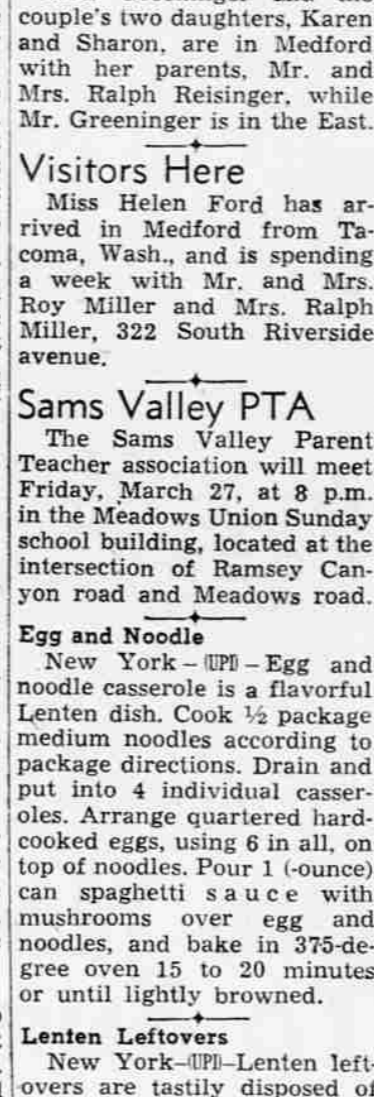 couple's two daughters, Karen
and Sharon, are in Medford
with her parents, Mr. and
Mrs. Ralph Reisinger, while
Mr. Greeninger is in the East.
Visitors Here
Miss Helen Ford has ar-
rived in Medford from Ta-
coma, Wash., and is spending
a week with Mr. and Mrs.
Roy Miller and Mrs. Ralph
Miller, 322 South Riverside
avenue.
Sams Valley PTA
The Sams Valley Parent
Teacher association will meet
Friday, March 27, at 8 p.m.
in the Meadows Union Sunday
school building, located at the
intersection of Ramsey Can-
yon road and Meadows road.
Egg and Noodle
New York – (UPI) – Egg and
noodle casserole is a flavorful
Lenten dish. Cook ½ package
medium noodles according to
package directions. Drain and
put into 4 individual casser-
oles. Arrange quartered hard-
cooked eggs, using 6 in all, on
top of noodles. Pour 1 (-ounce)
can spaghetti sauce with
mushrooms over egg and
noodles, and bake in 375-de-
gree oven 15 to 20 minutes
or until lightly browned.
Lenten Leftovers
New York–(UPI)–Lenten left-
overs are tastily disposed of